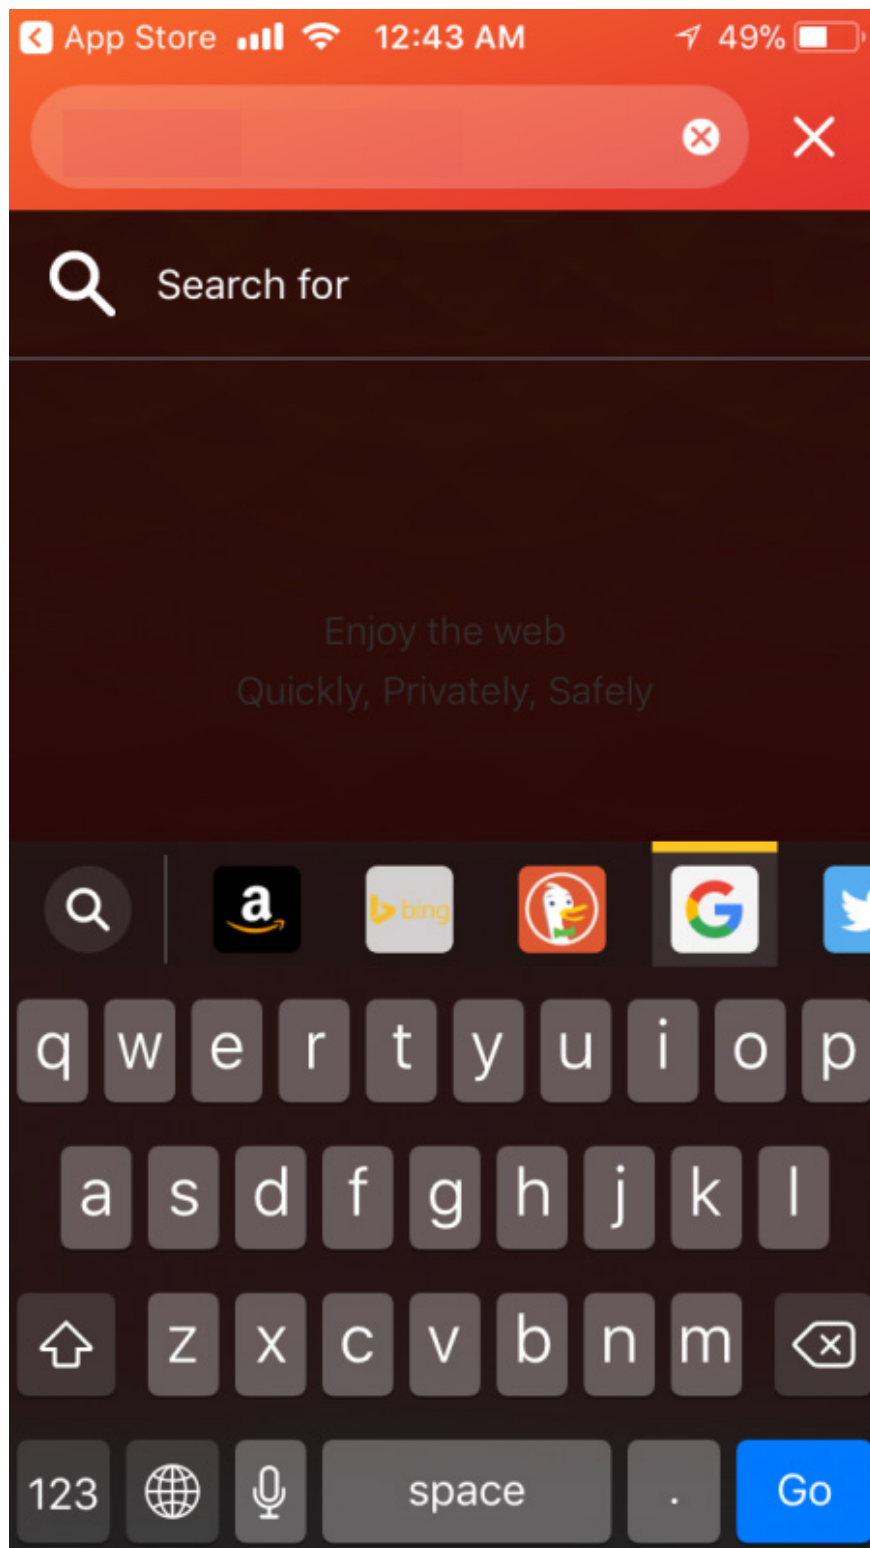 App Store 12:43 AM 49%
Search for
Enjoy the web
Quickly, Privately, Safely
a bing G
q w e r t y u i o p
a s d f g h j k l
z x c v b n m
123 space . Go